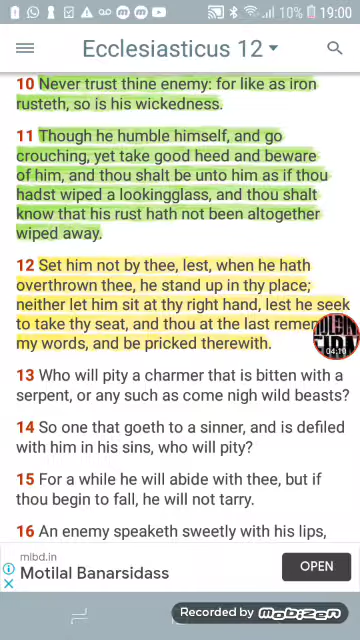 10% 19:00
Ecclesiasticus 12
10 Never trust thine enemy: for like as iron
rusteth, so is his wickedness.
11 Though he humble himself, and go
crouching, yet take good heed and beware
of him, and thou shalt be unto him as if thou
hadst wiped a lookingglass, and thou shalt
know that his rust hath not been altogether
wiped away.
12 Set him not by thee, lest, when he hath
overthrown thee, he stand up in thy place;
neither let him sit at thy right hand, lest he seek
to take thy seat, and thou at the last remem
my words, and be pricked therewith.
04:10
13 Who will pity a charmer that is bitten with a
serpent, or any such as come nigh wild beasts?
14 So one that goeth to a sinner, and is defiled
with him in his sins, who will pity?
15 For a while he will abide with thee, but if
thou begin to fall, he will not tarry.
16 An enemy speaketh sweetly with his lips,
mlbd.in
Motilal Banarsidass
OPEN
Recorded by mobizen